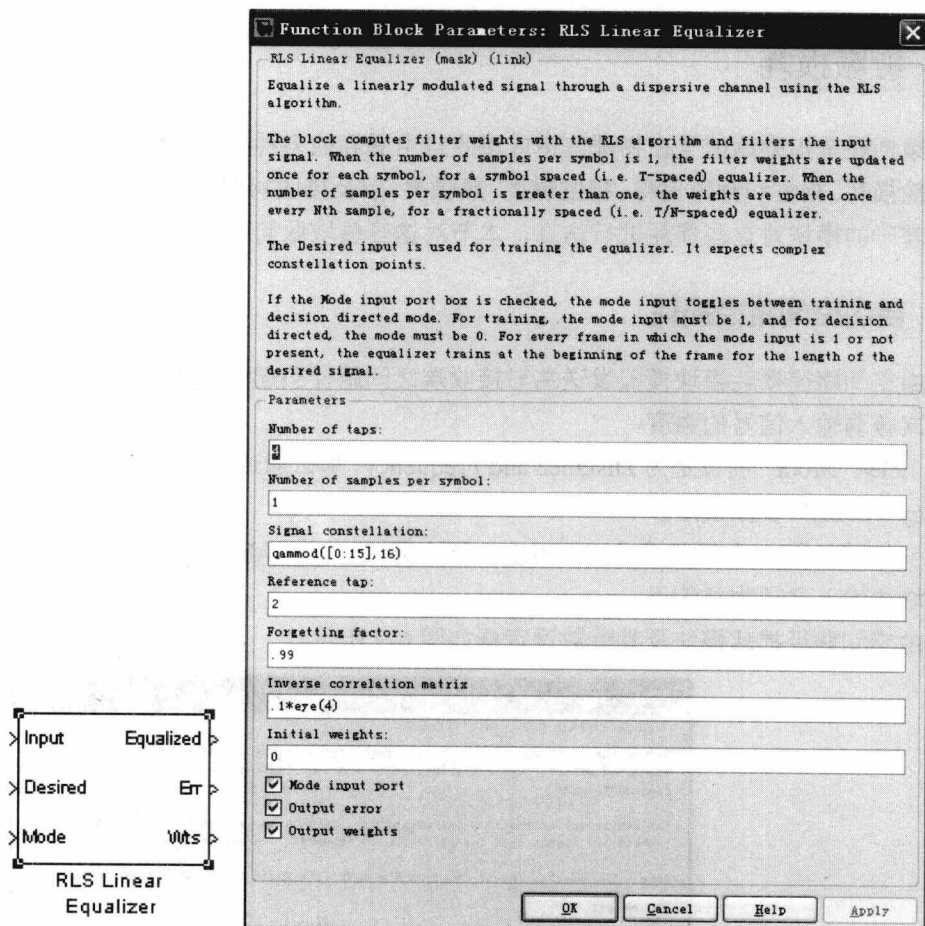 Function Block Parameters: RLS Linear Equalizer
RLS Linear Equalizer (mask) (link)
Equalize a linearly modulated signal through a dispersive channel using the RLS
algorithm.
The block computes filter weights with the RLS algorithm and filters the input
signal. When the number of samples per symbol is 1, the filter weights are updated
once for each symbol, for a symbol spaced (i.e. T-spaced) equalizer. When the
number of samples per symbol is greater than one, the weights are updated once
every Nth sample, for a fractionally spaced (i.e. T/N-spaced) equalizer.
The Desired input is used for training the equalizer. It expects complex
constellation points.
If the Mode input port box is checked, the mode input toggles between training and
decision directed mode. For training, the mode input must be 1, and for decision
directed, the mode must be 0. For every frame in which the mode input is 1 or not
present, the equalizer trains at the beginning of the frame for the length of the
desired signal.
Parameters
Number of taps:
4
Number of samples per symbol:
1
Signal constellation:
qammod([0:15],16)
Reference tap:
2
Forgetting factor:
.99
Inverse correlation matrix
.1*eye(4)
Initial weights:
0
Mode input port
Output error
Output weights
OK Cancel Help Apply
Input Equalized
Desired Err
Mode Wts
RLS Linear
Equalizer